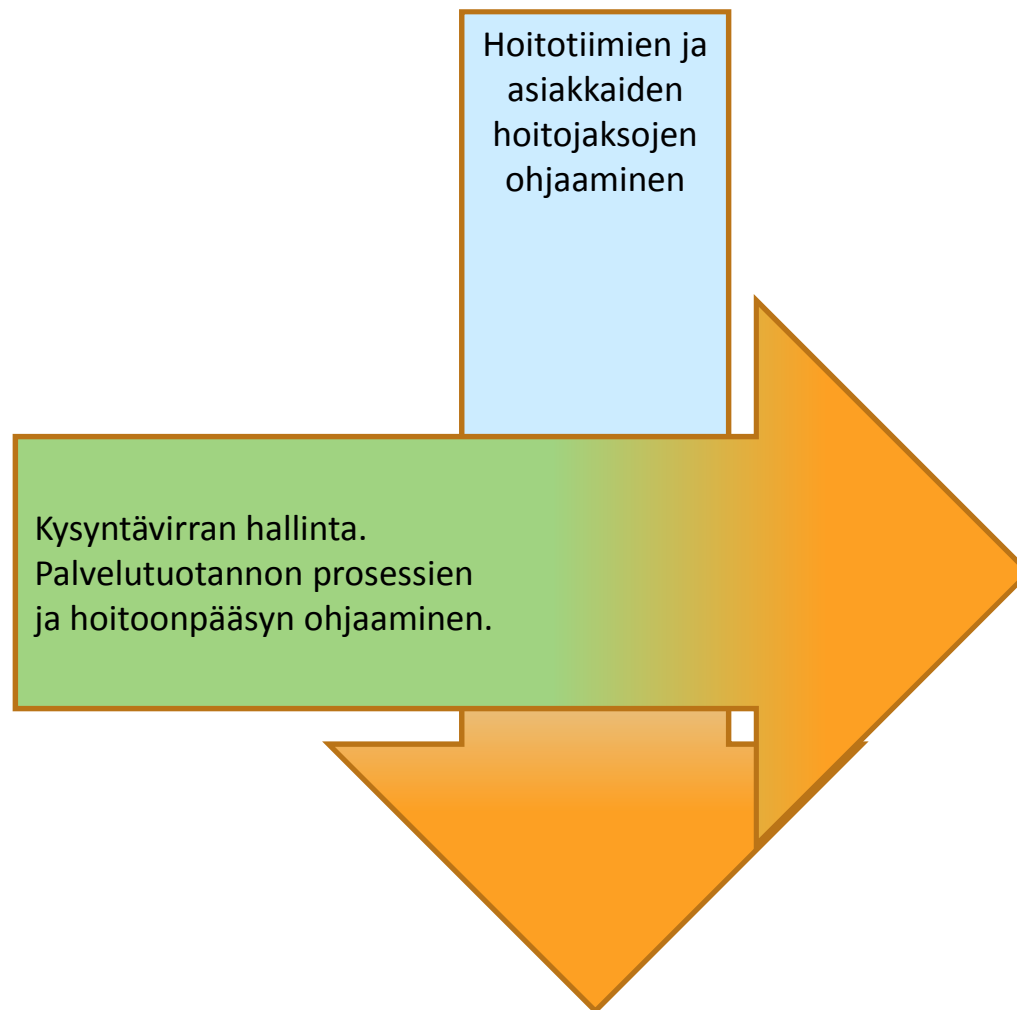 Hoitotiimien ja
asiakkaiden
hoitojaksojen
ohjaaminen
Kysyntävirran hallinta.
Palvelutuotannon prosessien
ja hoitoonpääsyn ohjaaminen.